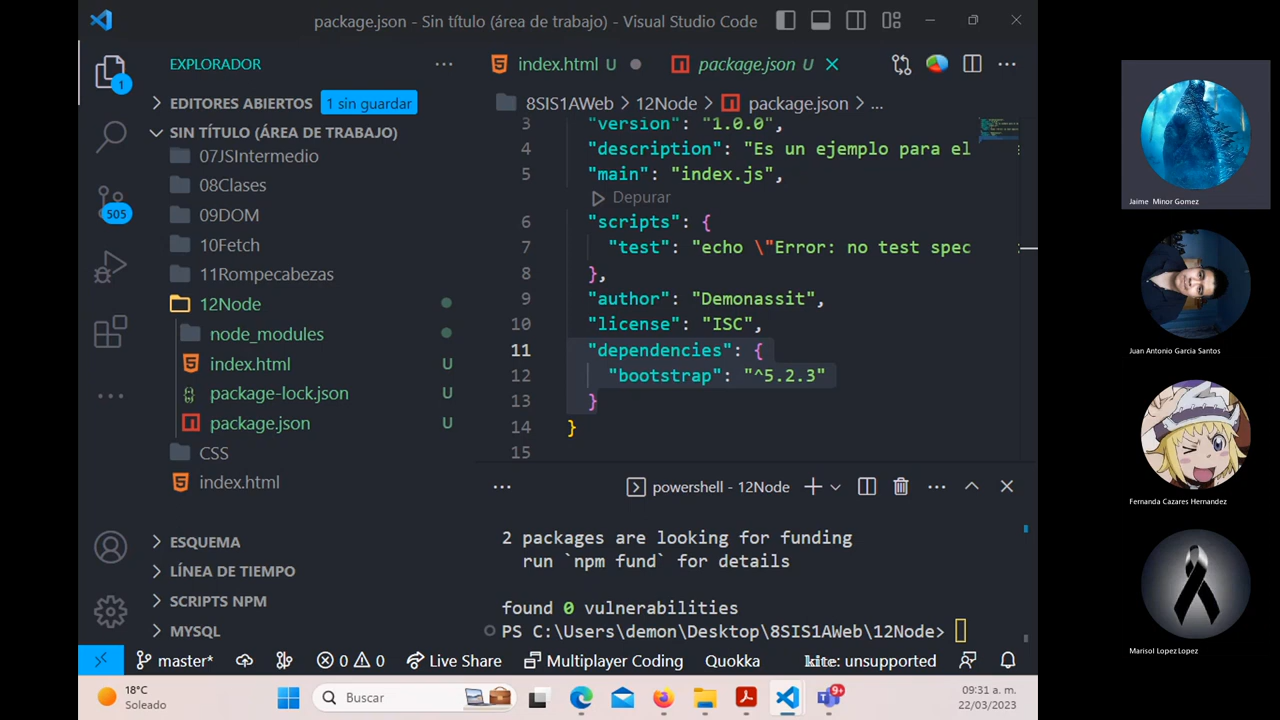 package.json - Sin título (área de trabajo) - Visual Studio Code
EXPLORADOR
index.html U
package.json U
EDITORES ABIERTOS 1 sin guardar
8SIS1AWeb > 12Node > package.json > ...
SIN TÍTULO (ÁREA DE TRABAJO)
07JSIntermedio
08Clases
09DOM
10Fetch
11Rompecabezas
12Node
node_modules
index.html U
package-lock.json U
package.json U
CSS
index.html
ESQUEMA
LÍNEA DE TIEMPO
SCRIPTS NPM
MYSQL
1
505
3 "version": "1.0.0",
4 "description": "Es un ejemplo para el
5 "main": "index.js",
Depurar
6 "scripts": {
7 "test": "echo \"Error: no test spec
8 },
9 "author": "Demonassit",
10 "license": "ISC",
11 "dependencies": {
12 "bootstrap": "^5.2.3"
13 }
14 }
15
powershell - 12Node
2 packages are looking for funding
run `npm fund` for details
found 0 vulnerabilities
PS C:\Users\demon\Desktop\8SIS1AWeb\12Node>
master* 0 0 Live Share Multiplayer Coding Quokka kite: unsupported
18°C
Soleado
Buscar
9+
09:31 a. m.
22/03/2023
Jaime Minor Gomez
Juan Antonio Garcia Santos
Fernanda Cazares Hernandez
Marisol Lopez Lopez